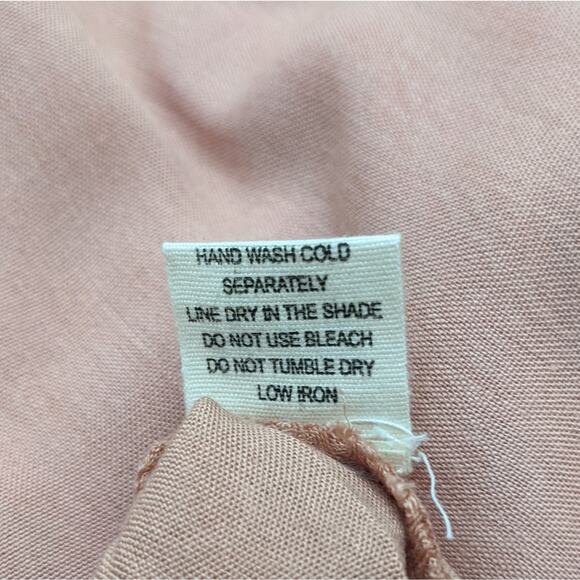 HAND WASH COLD
SEPARATELY
LINE DRY IN THE SHADE
DO NOT USE BLEACH
DO NOT TUMBLE DRY
LOW IRON